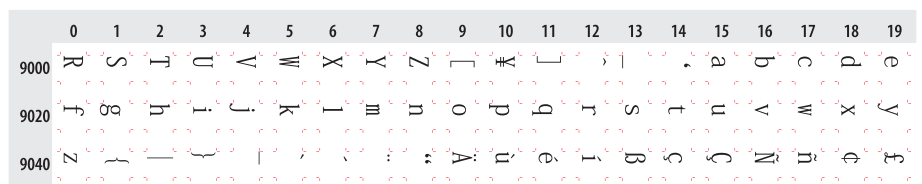 0 1 2 3 4 5 6 7 8 9 10 11 12 13 14 15 16 17 18 19
9000 R S T U V W X Y Z [ ¥ ] ^ _ ‘ a b c d e
9020 f g h i j k l m n o p q r s t u v w x y
9040 z { | } ‾ ` ´ ¨ “ Ä ù é í ß ç Ç Ñ ñ ¢ £